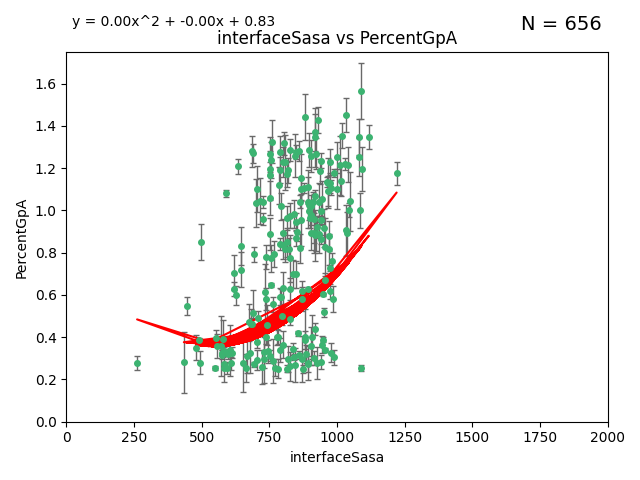 y = 0.00x^2 + -0.00x + 0.83
N = 656
interfaceSasa vs PercentGpA
PercentGpA
1.6
1.4
1.2
1.0
0.8
0.6
0.4
0.2
0.0
0 250 500 750 1000 1250 1500 1750 2000
interfaceSasa